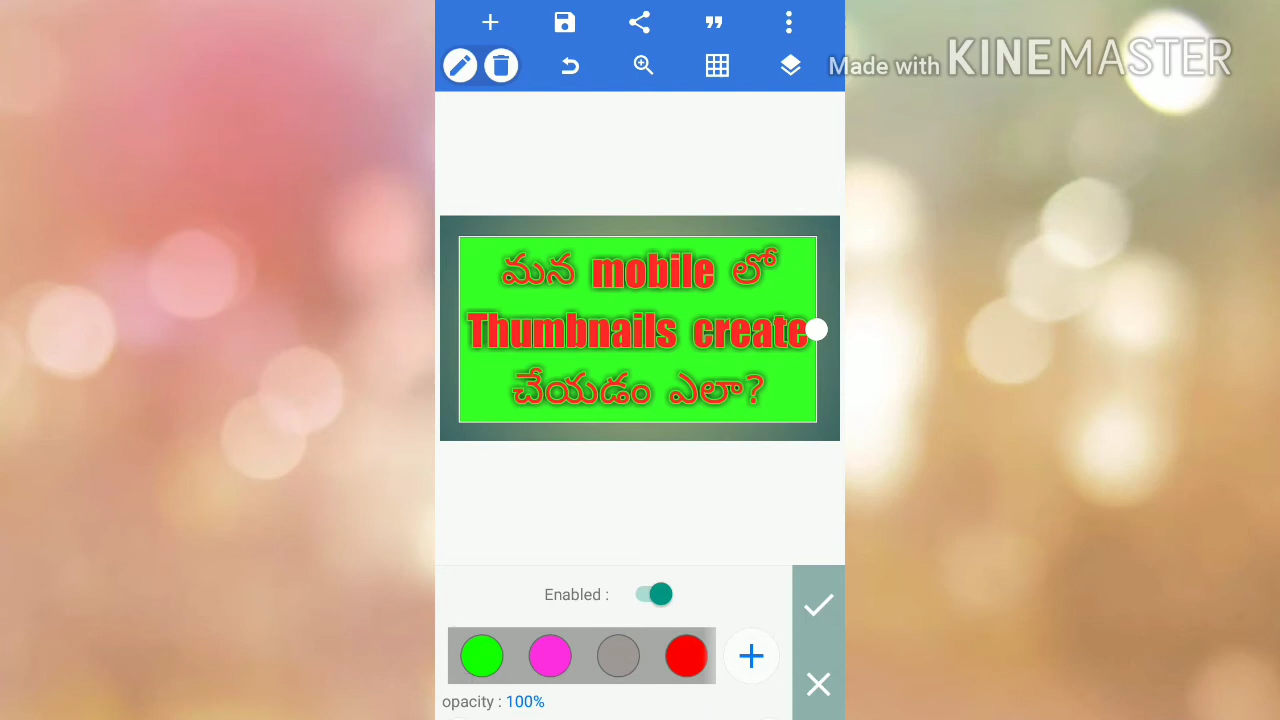 Made with KINEMASTER
మన mobile లో
Thumbnails create
చేయడం ఎలా?
Enabled :
opacity : 100%